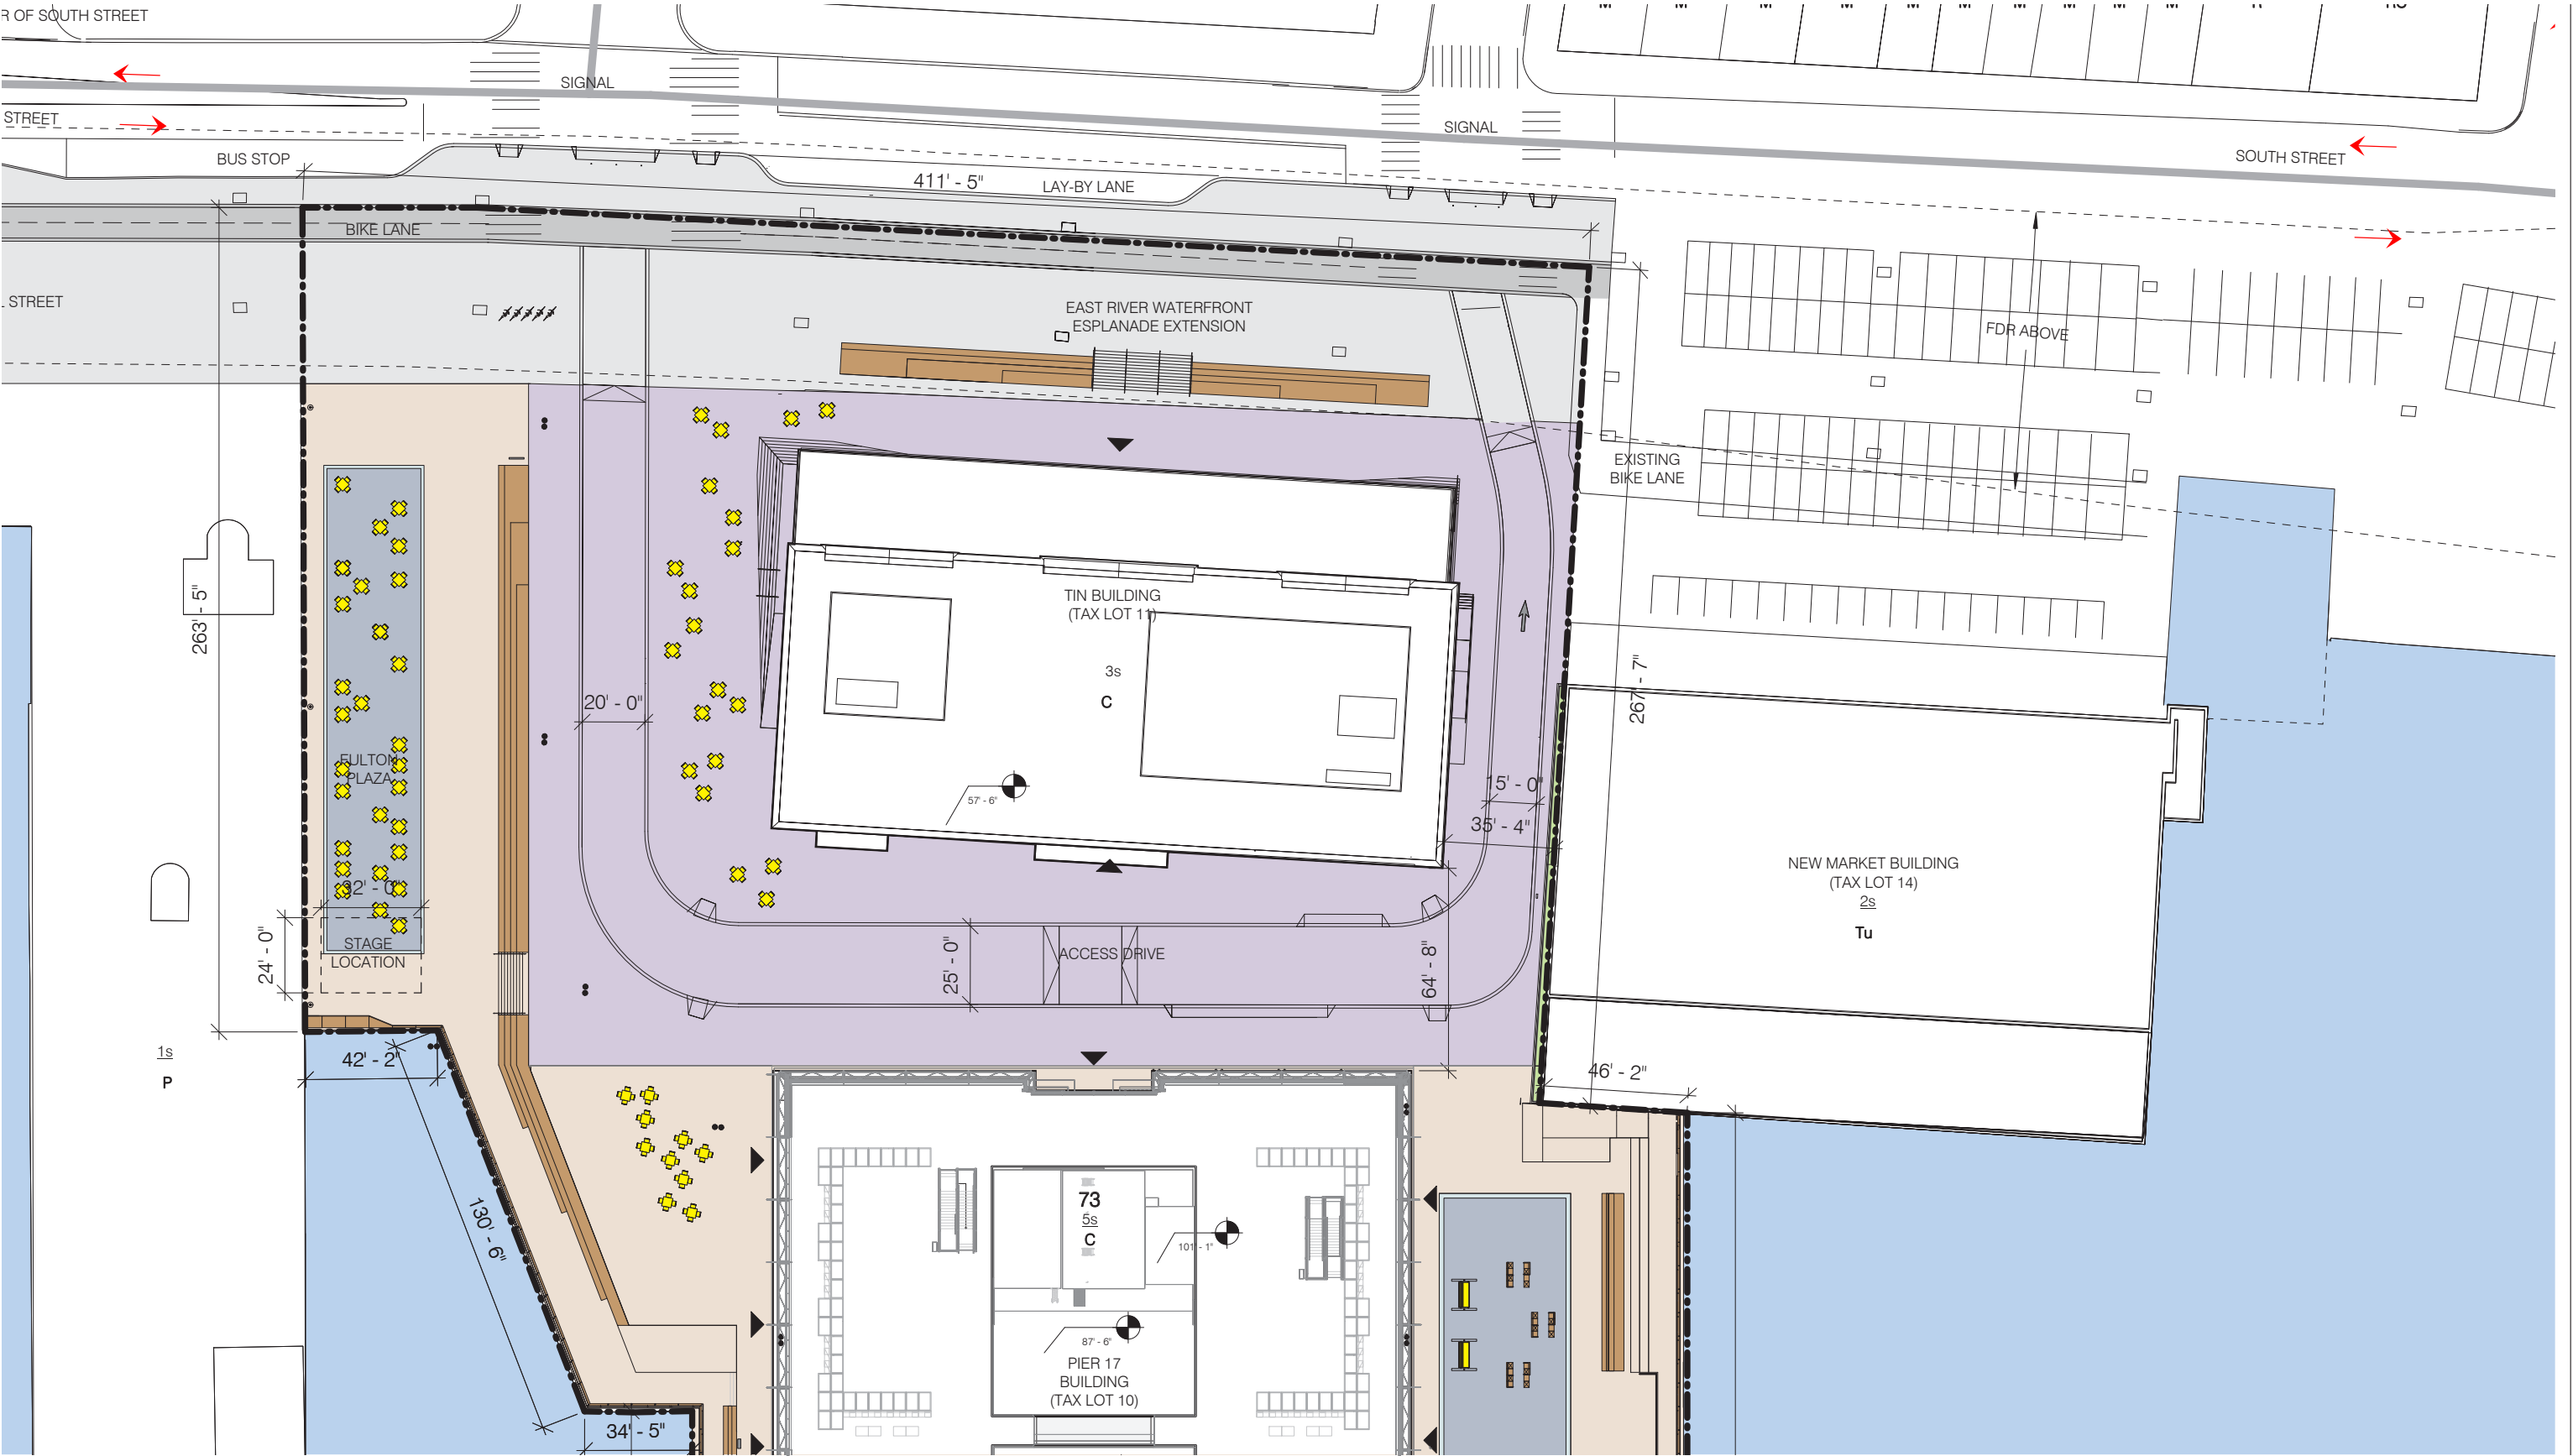 R OF SOUTH STREET
SIGNAL
SIGNAL
STREET
BUS STOP
SOUTH STREET
411' - 5"
LAY-BY LANE
BIKE LANE
STREET
EAST RIVER WATERFRONT
ESPLANADE EXTENSION
FDR ABOVE
EXISTING
BIKE LANE
263' - 5"
TIN BUILDING
(TAX LOT 11)
3s
C
20' - 0"
267' - 7"
FULTON
PLAZA
57' - 6"
15' - 0"
35' - 4"
NEW MARKET BUILDING
(TAX LOT 14)
2s
Tu
32' - 0"
24' - 0"
STAGE
LOCATION
25' - 0"
ACCESS DRIVE
64' - 8"
1s
P
42' - 2"
46' - 2"
130' - 6"
73
5s
C
101' - 1"
87' - 6"
PIER 17
BUILDING
(TAX LOT 10)
34' - 5"